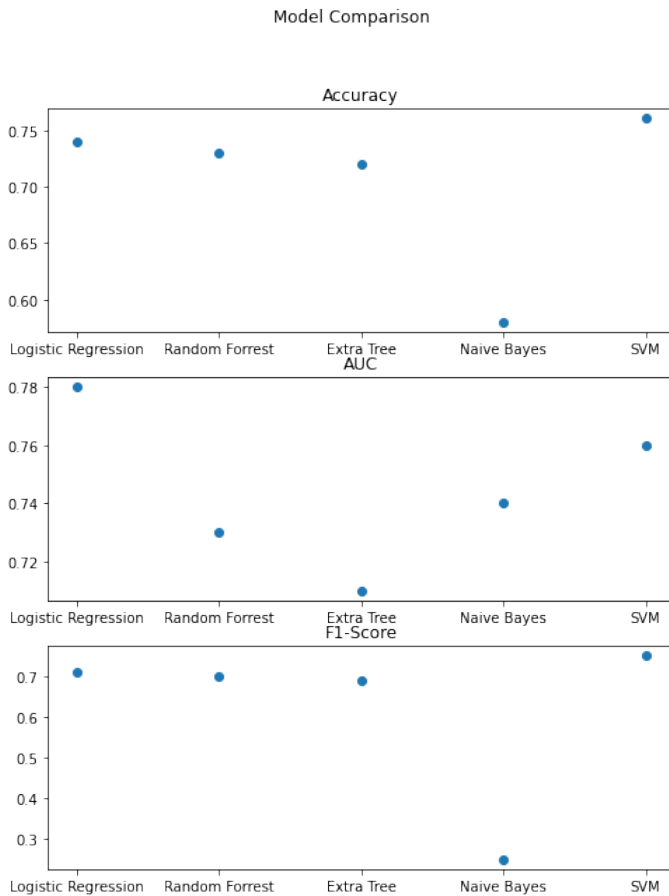 Model Comparison
Accuracy
0.75
0.70
0.65
0.60
Logistic Regression Random Forrest Extra Tree Naive Bayes SVM
AUC
0.78
0.76
0.74
0.72
Logistic Regression Random Forrest Extra Tree Naive Bayes SVM
F1-Score
0.7
0.6
0.5
0.4
0.3
Logistic Regression Random Forrest Extra Tree Naive Bayes SVM